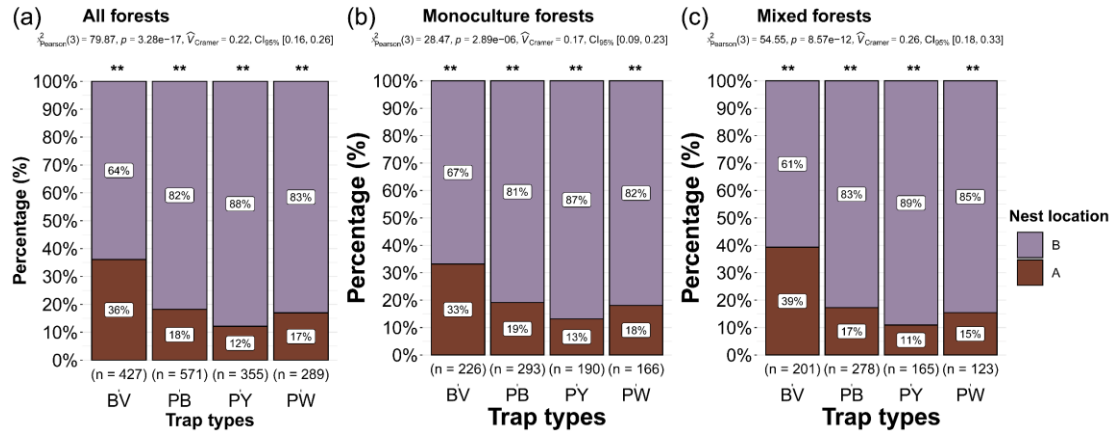 (a) All forests
χ²Pearson(3) = 79.87, p = 3.28e−17, V̂Cramer = 0.22, CI95% [0.16, 0.26]
** ** ** **
Percentage (%)
100%
90%
80%
70%
60%
50%
40%
30%
20%
10%
0%
64% 82% 88% 83%
36% 18% 12% 17%
(n = 427) (n = 571) (n = 355) (n = 289)
BV PB PY PW
Trap types
(b) Monoculture forests
χ²Pearson(3) = 28.47, p = 2.89e−06, V̂Cramer = 0.17, CI95% [0.09, 0.23]
** ** ** **
Percentage (%)
100%
90%
80%
70%
60%
50%
40%
30%
20%
10%
0%
67% 81% 87% 82%
33% 19% 13% 18%
(n = 226) (n = 293) (n = 190) (n = 166)
BV PB PY PW
Trap types
(c) Mixed forests
χ²Pearson(3) = 54.55, p = 8.57e−12, V̂Cramer = 0.26, CI95% [0.18, 0.33]
** ** ** **
Percentage (%)
100%
90%
80%
70%
60%
50%
40%
30%
20%
10%
0%
61% 83% 89% 85%
39% 17% 11% 15%
(n = 201) (n = 278) (n = 165) (n = 123)
BV PB PY PW
Trap types
Nest location
B
A